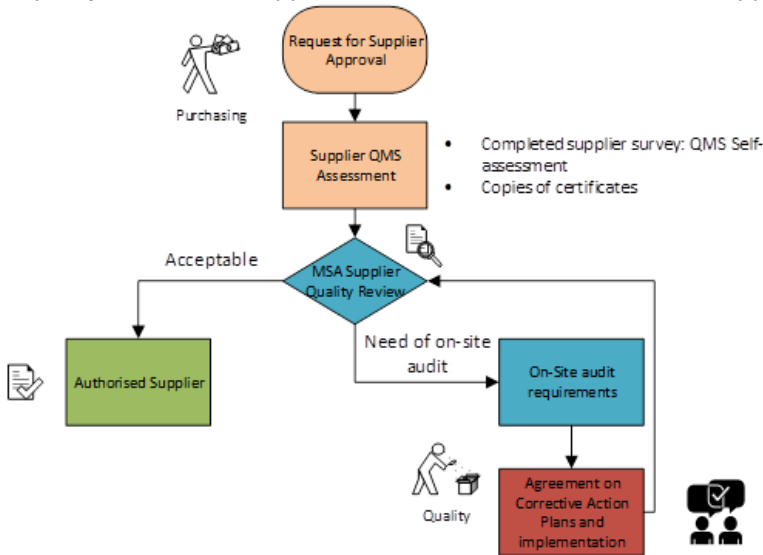 Request for Supplier
Approval
Purchasing
Supplier QMS
Assessment
• Completed supplier survey: QMS Self-
assessment
• Copies of certificates
Acceptable
MSA Supplier
Quality Review
Need of on-site
audit
Authorised Supplier
On-Site audit
requirements
Quality
Agreement on
Corrective Action
Plans and
implementation